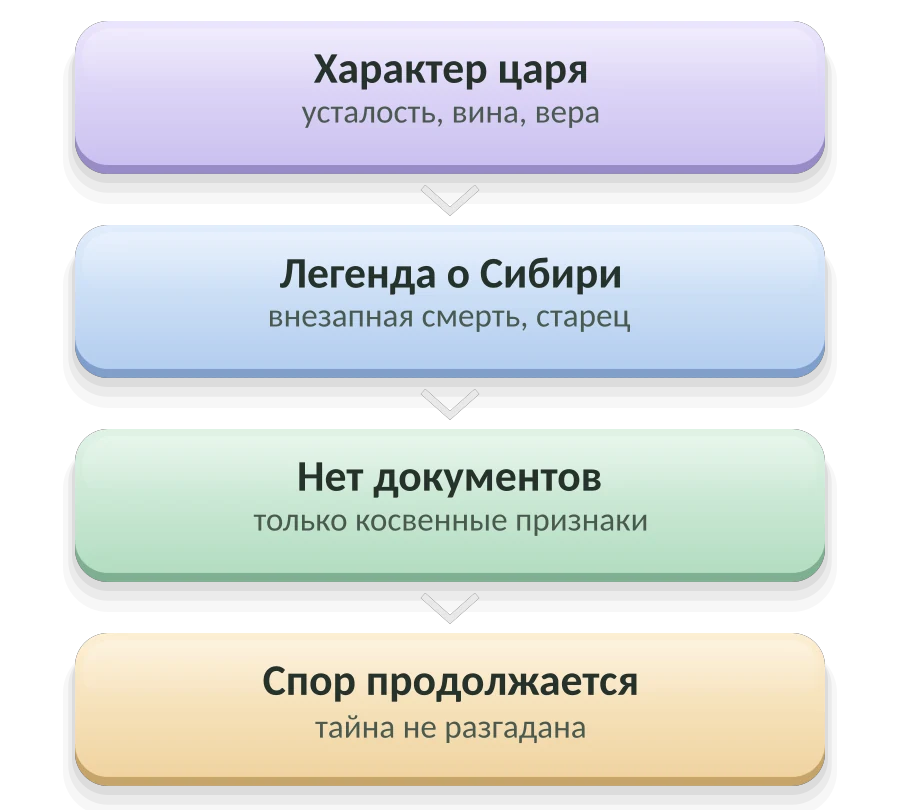 Характер царя
усталость, вина, вера
Легенда о Сибири
внезапная смерть, старец
Нет документов
только косвенные признаки
Спор продолжается
тайна не разгадана